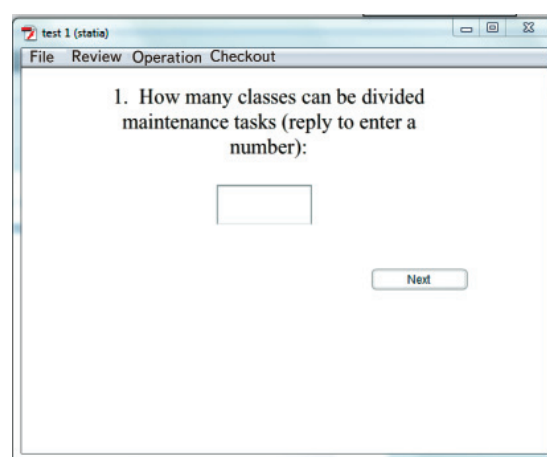 test 1 (statia)
File Review Operation Checkout
1. How many classes can be divided
maintenance tasks (reply to enter a
number):
Next